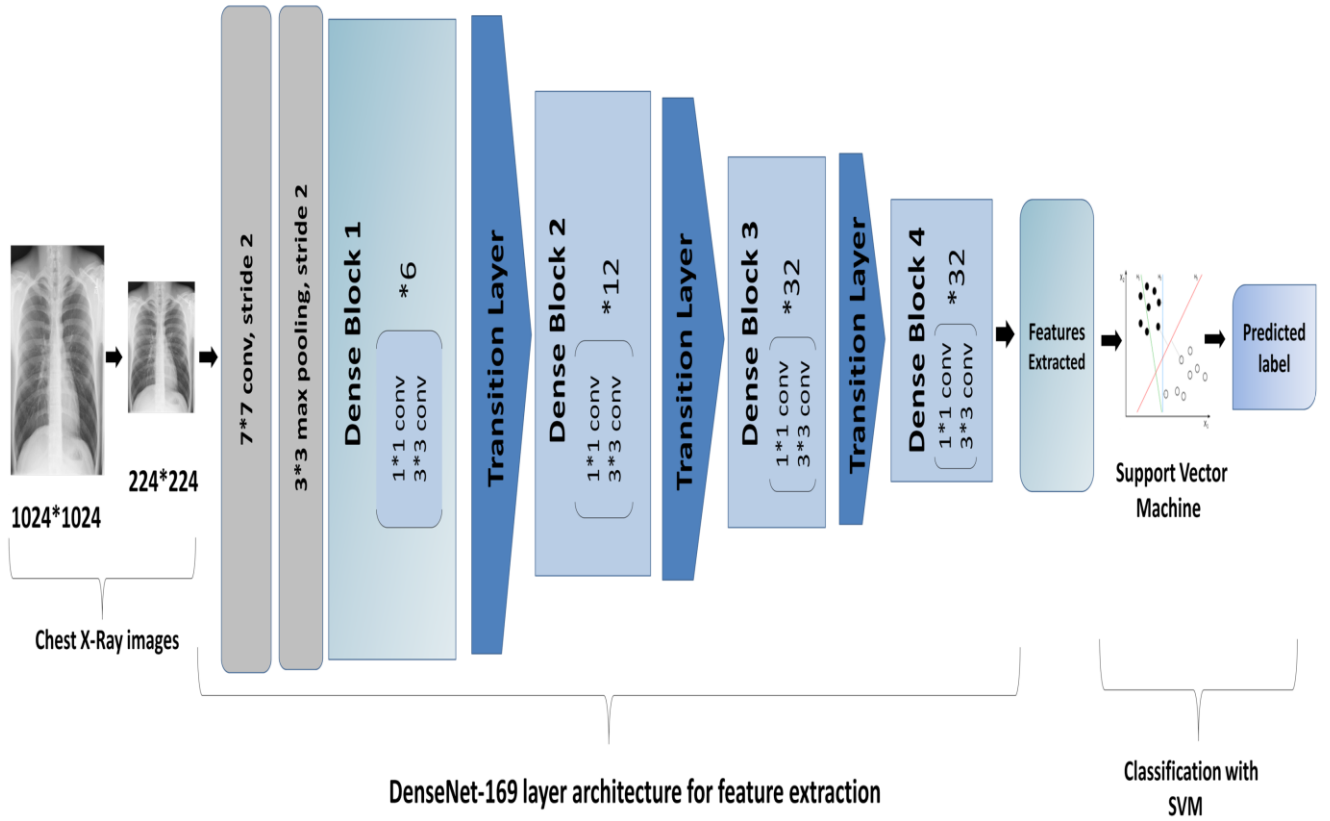 1024*1024
224*224
Chest X-Ray images
7*7 conv, stride 2
3*3 max pooling, stride 2
Dense Block 1
1*1 conv
3*3 conv
*6
Transition Layer
Dense Block 2
1*1 conv
3*3 conv
*12
Transition Layer
Dense Block 3
1*1 conv
3*3 conv
*32
Transition Layer
Dense Block 4
1*1 conv
3*3 conv
*32
Features
Extracted
Support Vector
Machine
Predicted
label
DenseNet-169 layer architecture for feature extraction
Classification with
SVM